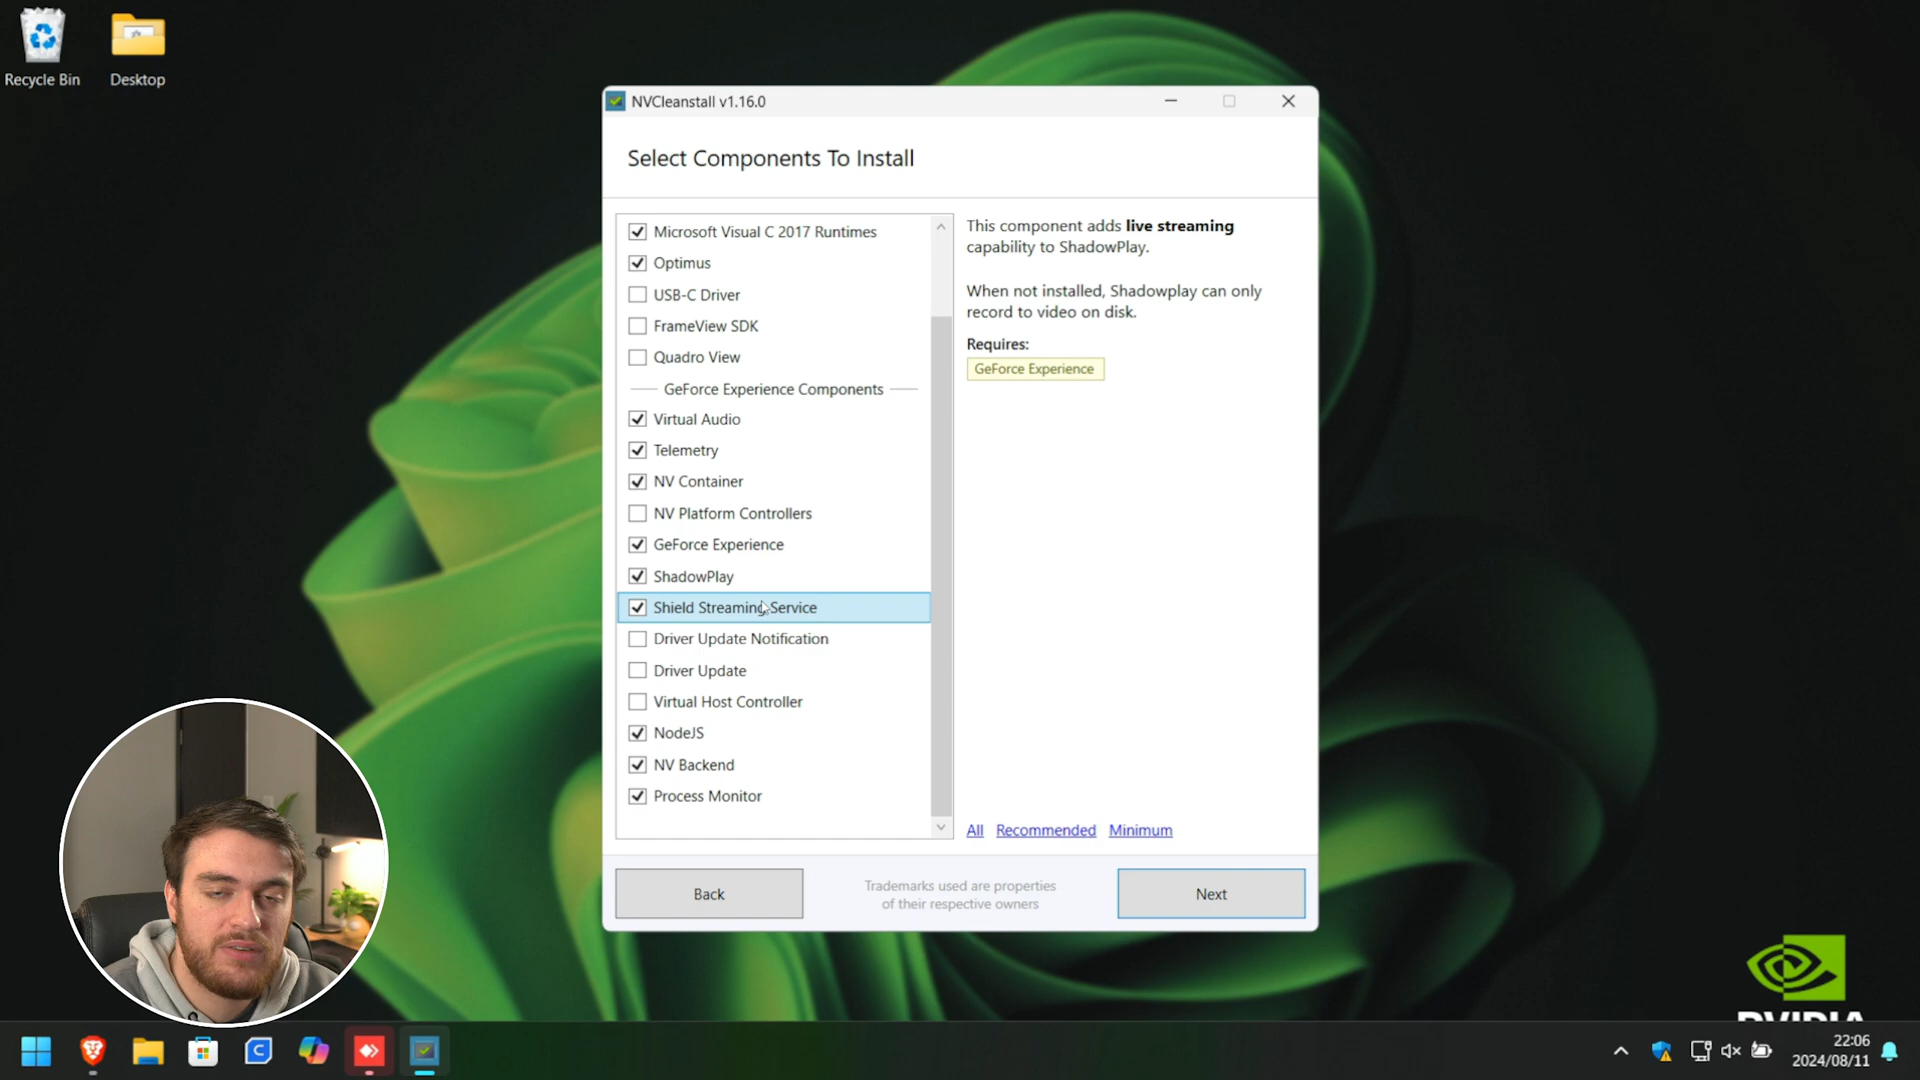 Recycle Bin
Desktop
NVCleanstall v1.16.0
Select Components To Install
Microsoft Visual C 2017 Runtimes
Optimus
USB-C Driver
FrameView SDK
Quadro View
GeForce Experience Components
Virtual Audio
Telemetry
NV Container
NV Platform Controllers
GeForce Experience
ShadowPlay
Shield Streaming Service
Driver Update Notification
Driver Update
Virtual Host Controller
NodeJS
NV Backend
Process Monitor
This component adds live streaming
capability to ShadowPlay.
When not installed, Shadowplay can only
record to video on disk.
Requires:
GeForce Experience
All Recommended Minimum
Back
Trademarks used are properties
of their respective owners
Next
NVIDIA
22:06
2024/08/11